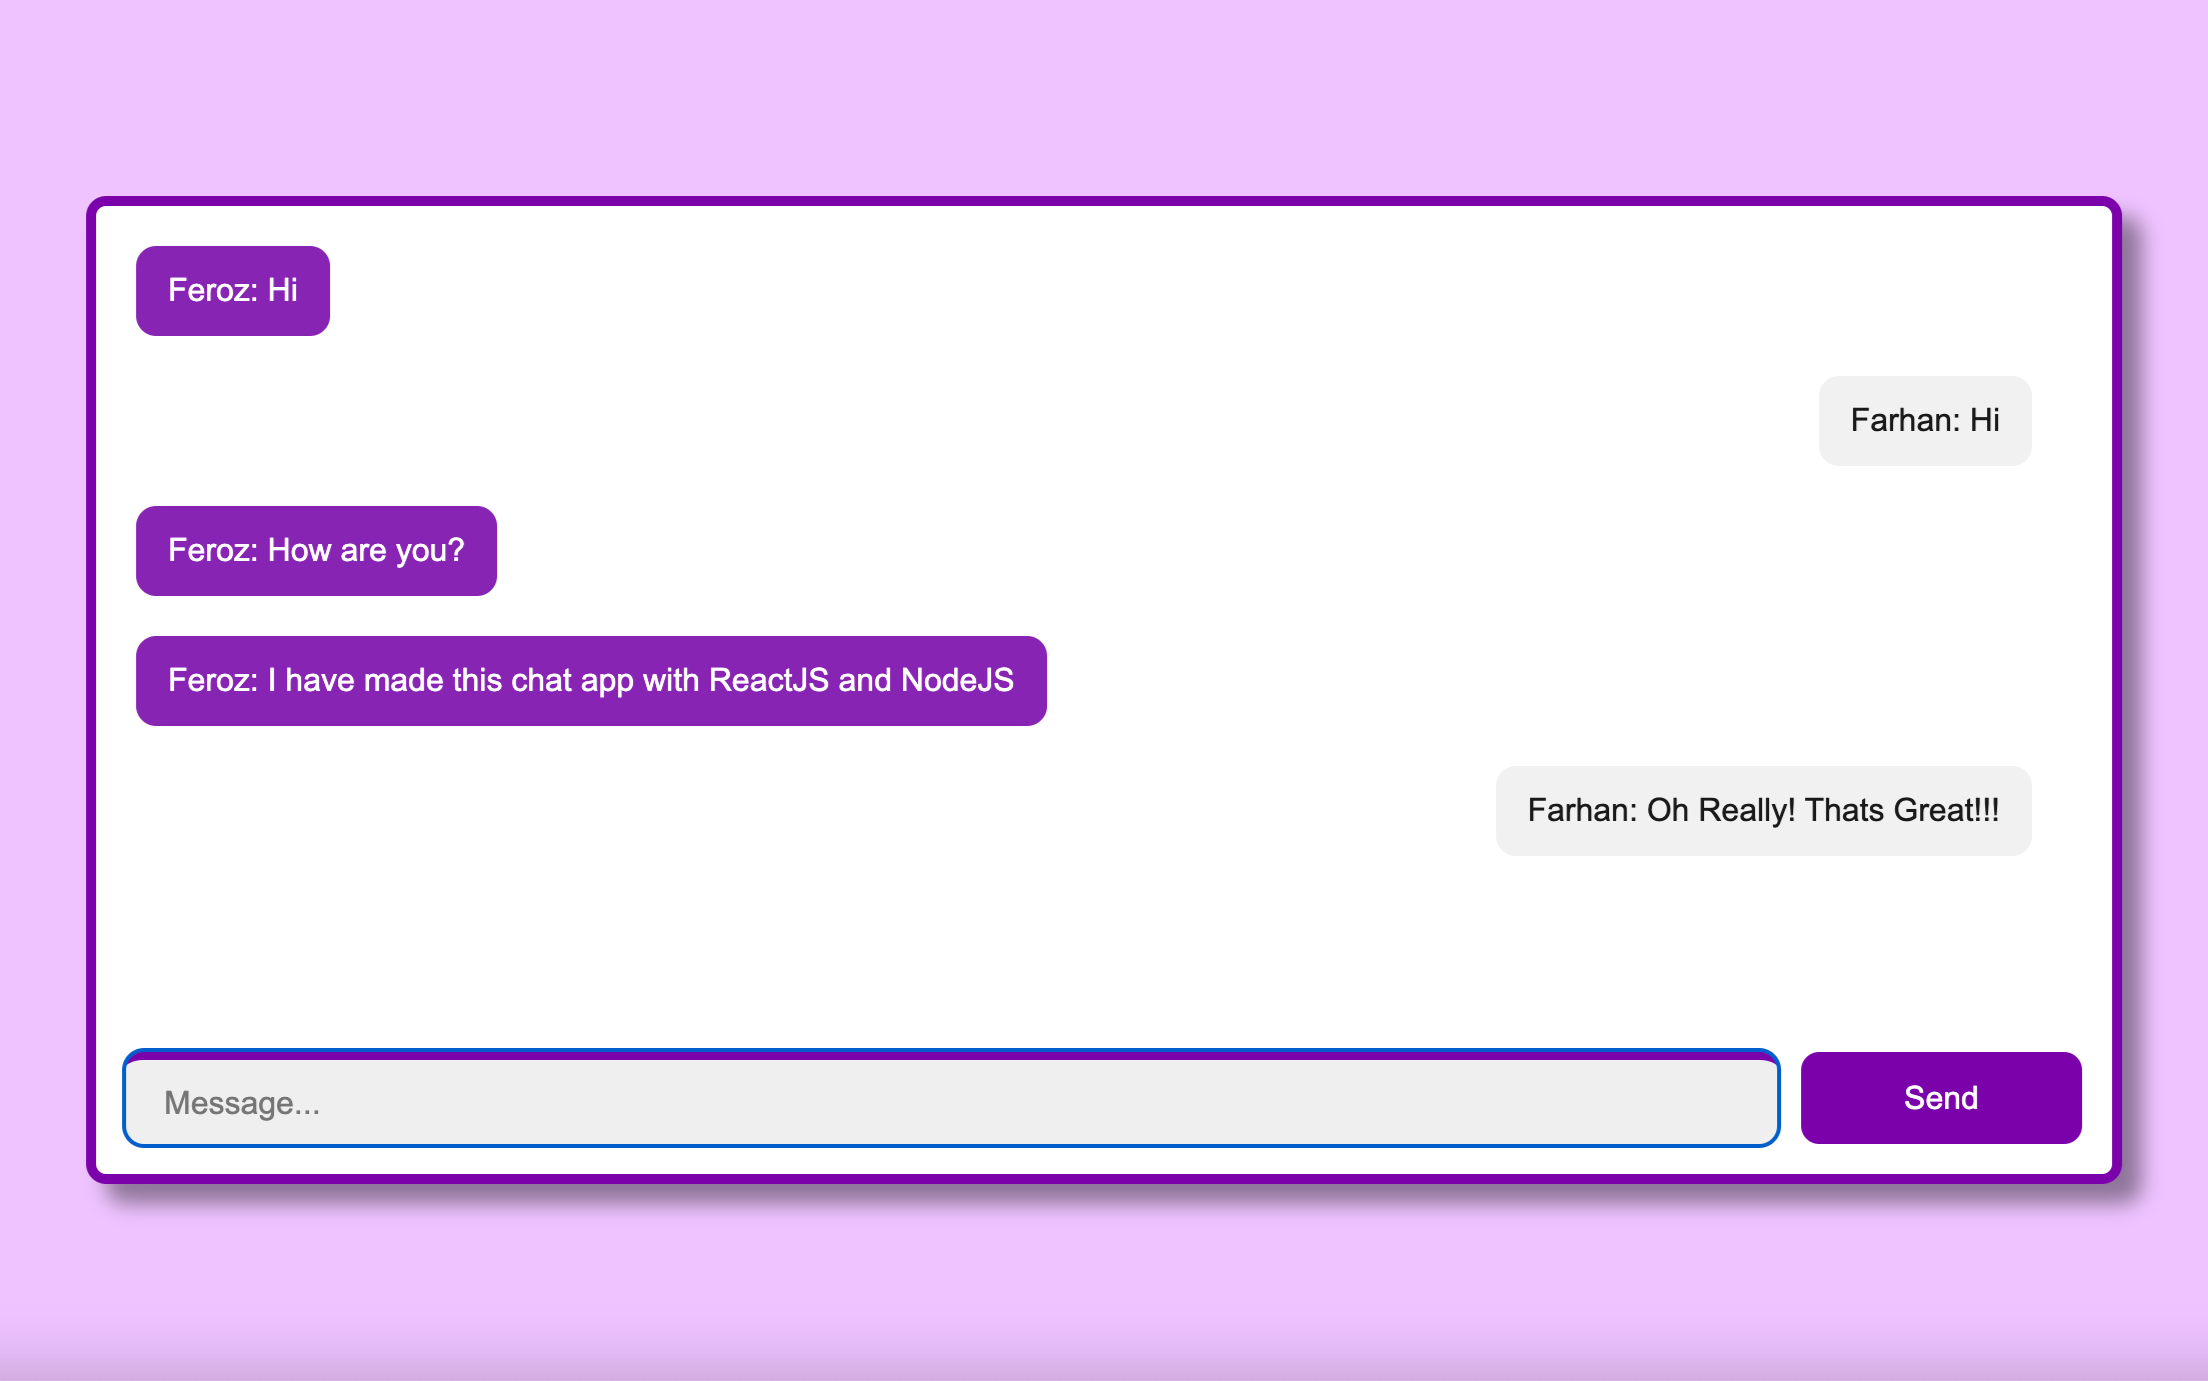 Feroz: Hi
Farhan: Hi
Feroz: How are you?
Feroz: I have made this chat app with ReactJS and NodeJS
Farhan: Oh Really! Thats Great!!!
Message...
Send